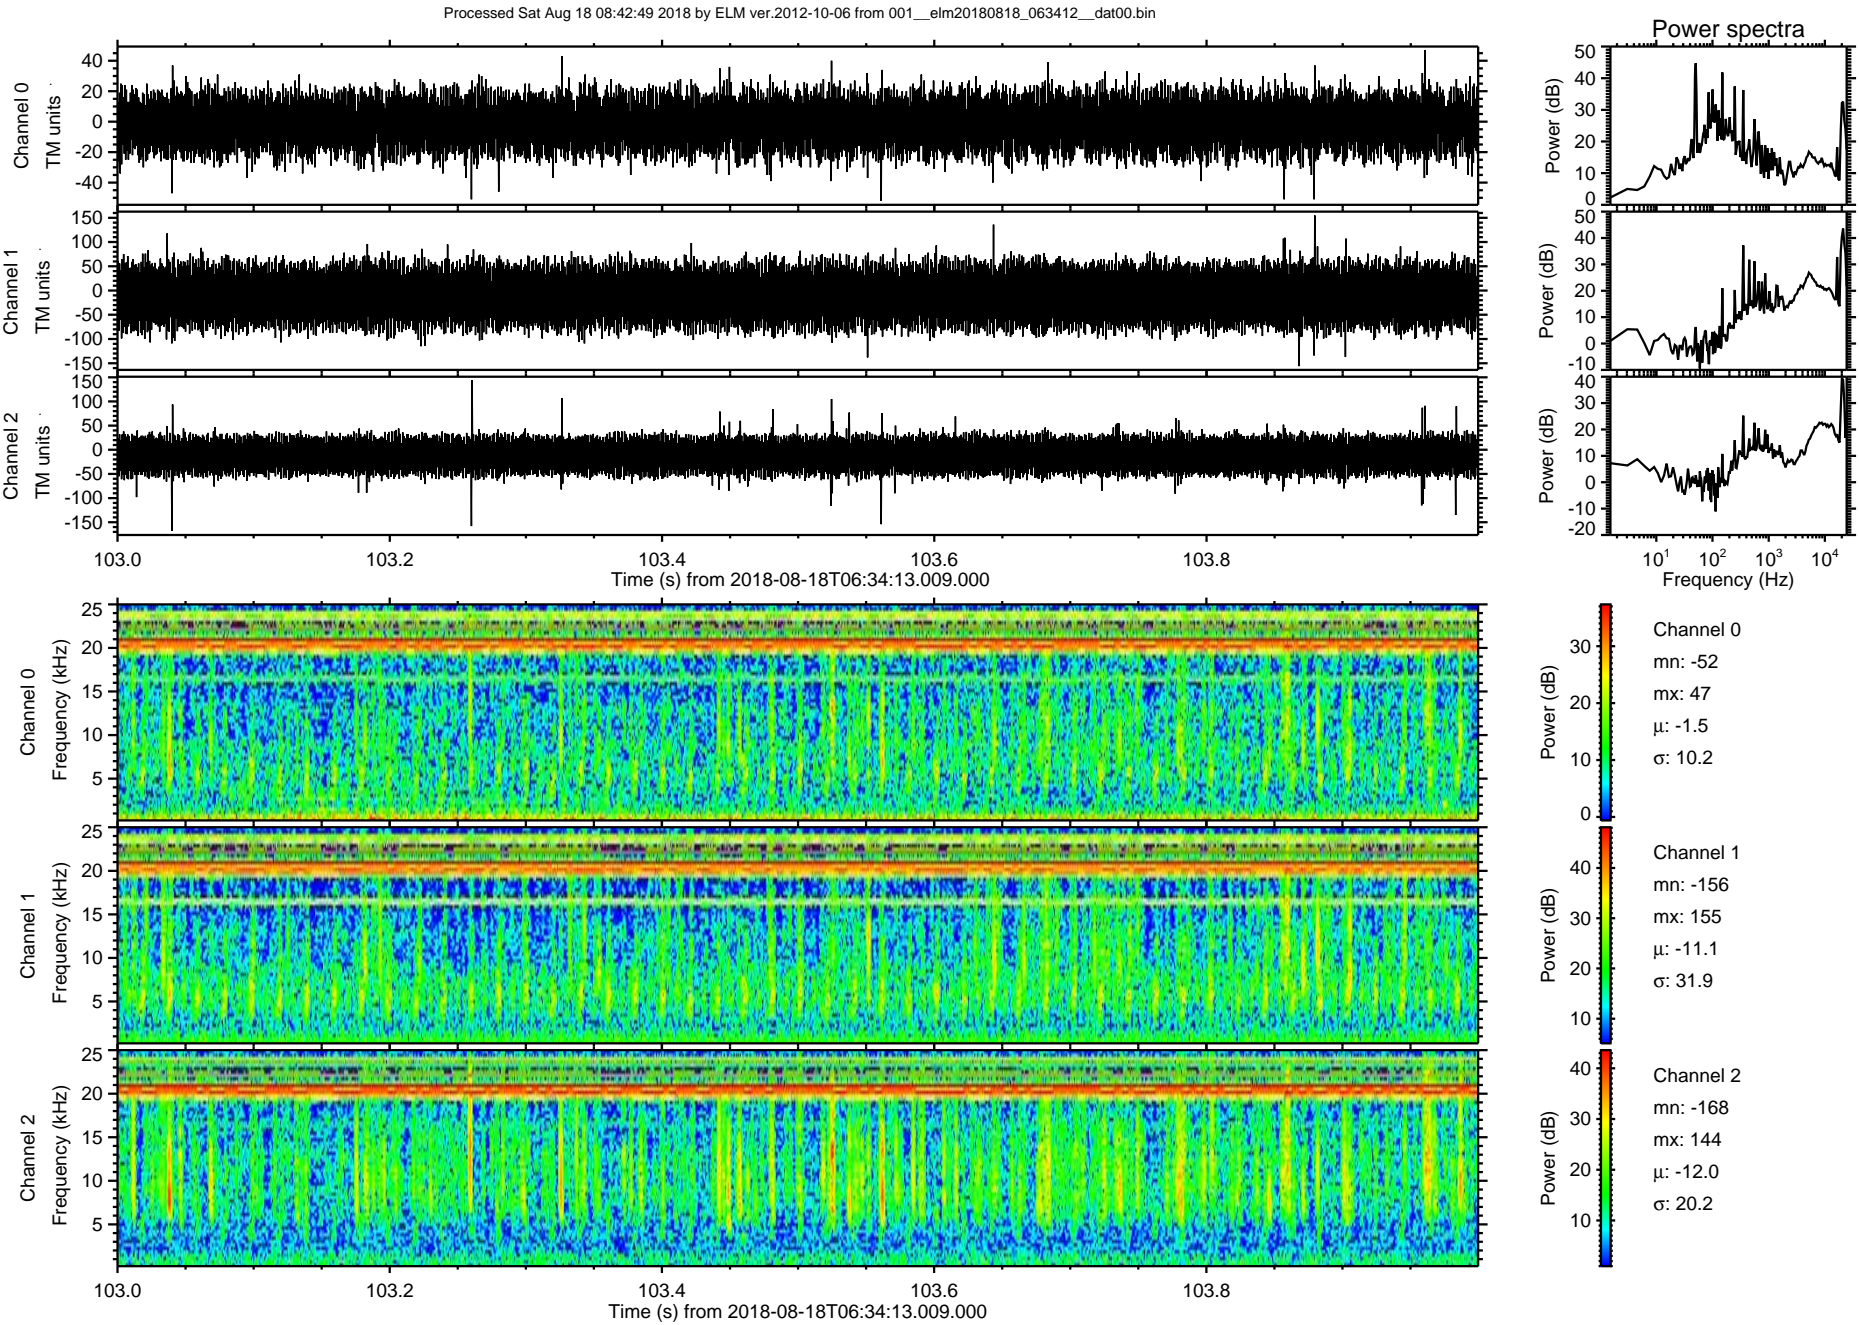 Processed Sat Aug 18 08:42:49 2018 by ELM ver.2012-10-06 from 001__elm20180818_063412__dat00.bin
Power spectra
Channel 0
TM units
40
20
0
-20
-40
Power (dB)
50
40
30
20
10
0
Channel 1
TM units
150
100
50
0
-50
-100
-150
Power (dB)
50
40
30
20
10
0
-10
Channel 2
TM units
150
100
50
0
-50
-100
-150
Power (dB)
40
30
20
10
0
-10
-20
103.0 103.2 103.4 103.6 103.8
Time (s) from 2018-08-18T06:34:13.009.000
10^1 10^2 10^3 10^4
Frequency (Hz)
Channel 0
Frequency (kHz)
25
20
15
10
5
Power (dB)
30
20
10
0
Channel 0
mn: -52
mx: 47
μ: -1.5
σ: 10.2
Channel 1
Frequency (kHz)
25
20
15
10
5
Power (dB)
40
30
20
10
Channel 1
mn: -156
mx: 155
μ: -11.1
σ: 31.9
Channel 2
Frequency (kHz)
25
20
15
10
5
Power (dB)
40
30
20
10
Channel 2
mn: -168
mx: 144
μ: -12.0
σ: 20.2
103.0 103.2 103.4 103.6 103.8
Time (s) from 2018-08-18T06:34:13.009.000